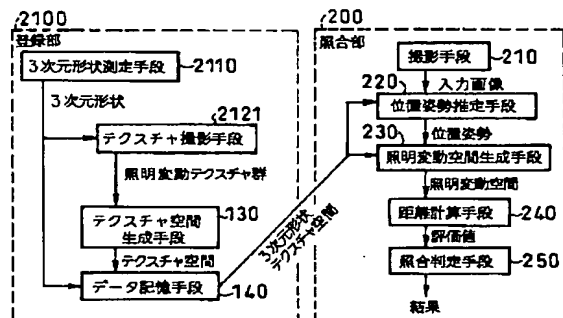 2100
登録部
3次元形状測定手段
2110
3次元形状
2121
テクスチャ撮影手段
照明変動テクスチャ群
130
テクスチャ空間
生成手段
テクスチャ空間
データ記憶手段
140
3次元形状
テクスチャ空間
200
照合部
撮影手段
210
入力画像
220
位置姿勢推定手段
位置姿勢
230
照明変動空間生成手段
照明変動空間
距離計算手段
240
評価値
照合判定手段
250
結果